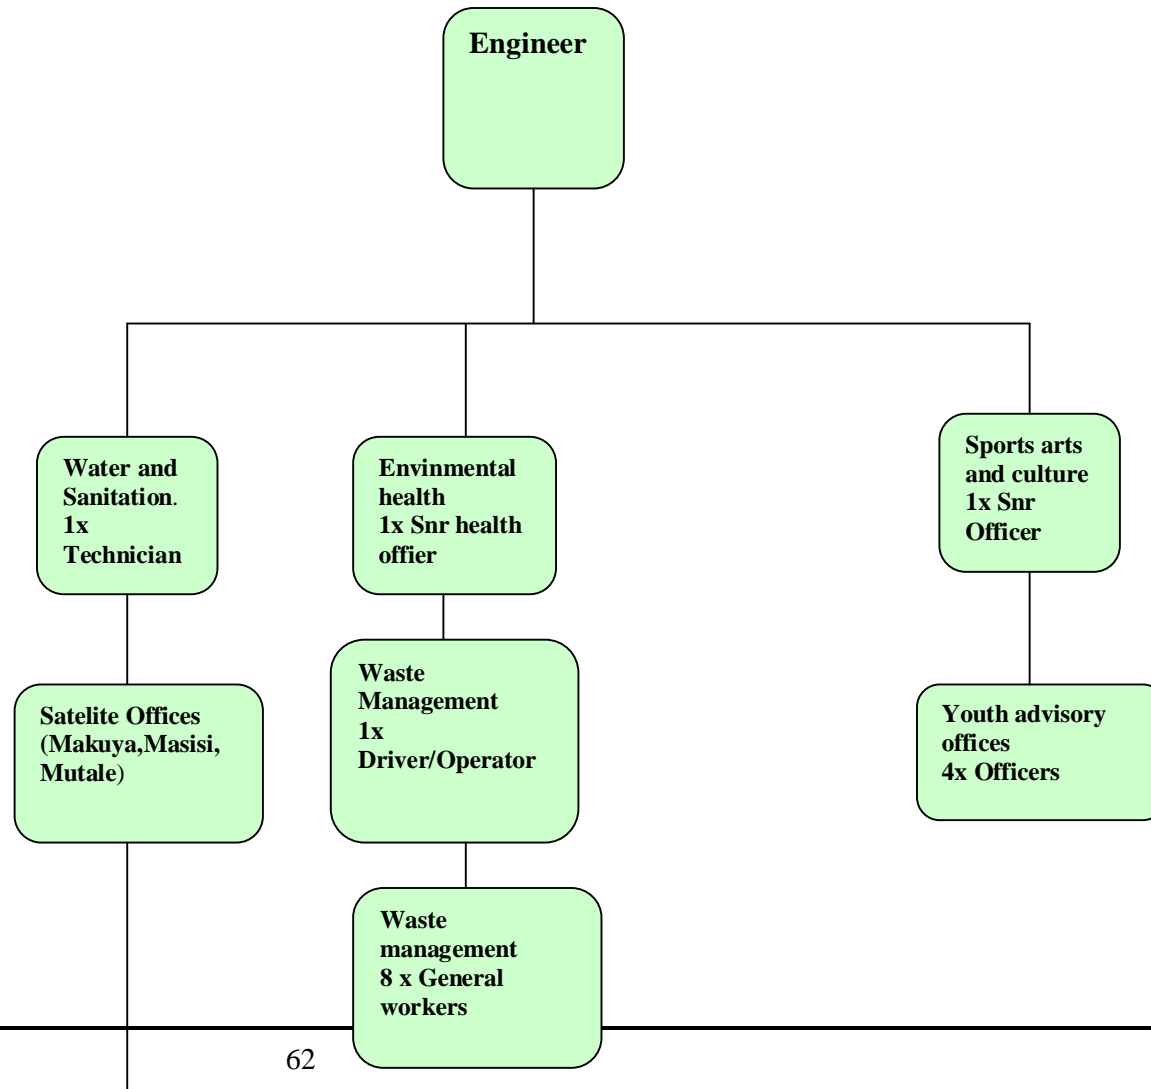 Engineer
Water and
Sanitation.
1x
Technician
Envinmental
health
1x Snr health
offier
Sports arts
and culture
1x Snr
Officer
Satelite Offices
(Makuya,Masisi,
Mutale)
Waste
Management
1x
Driver/Operator
Youth advisory
offices
4x Officers
Waste
management
8 x General
workers
62